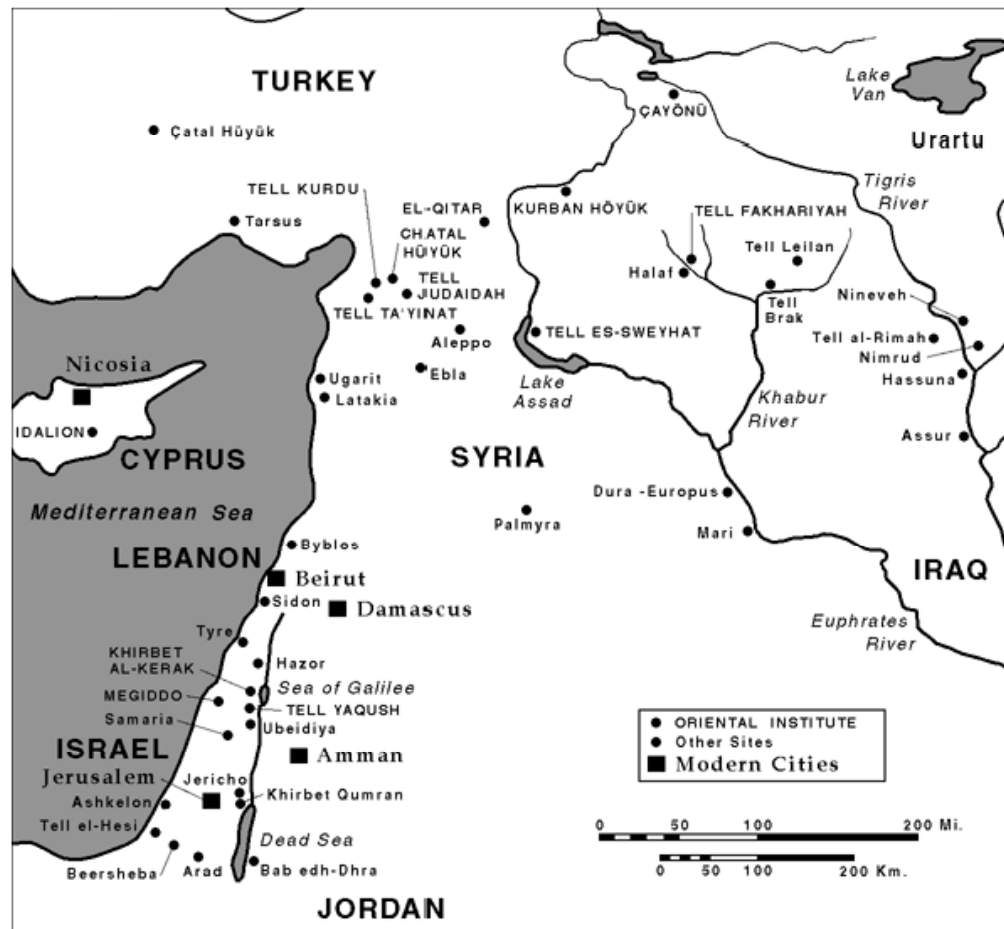 TURKEY
Lake
Van
ÇAYÖNÜ
Çatal Hüyük
Urartu
TELL KURDU
Tigris
River
EL-QITAR
KURBAN HÖYÜK
TELL FAKHARIYAH
Tarsus
CHATAL
HÜYÜK
Tell Leilan
Halaf
TELL
JUDAIDAH
Nineveh
TELL TA'YINAT
Tell
Brak
TELL ES-SWEYHAT
Tell al-Rimah
Aleppo
Nimrud
Nicosia
Ebla
Ugarit
Lake
Assad
Hassuna
Latakia
Khabur
River
IDALION
Assur
CYPRUS
SYRIA
Dura -Europus
Mediterranean Sea
Palmyra
Mari
Byblos
LEBANON
IRAQ
Beirut
Sidon
Damascus
Euphrates
River
Tyre
KHIRBET
AL-KERAK
Hazor
Sea of Galilee
MEGIDDO
TELL YAQUSH
Samaria
Ubeidiya
ORIENTAL INSTITUTE
Other Sites
Modern Cities
ISRAEL
Amman
Jerusalem
Jericho
Khirbet Qumran
Ashkelon
Tell el-Hesi
Dead Sea
0 50 100 200 Mi.
Beersheba
Arad
Bab edh-Dhra
0 50 100 200 Km.
JORDAN